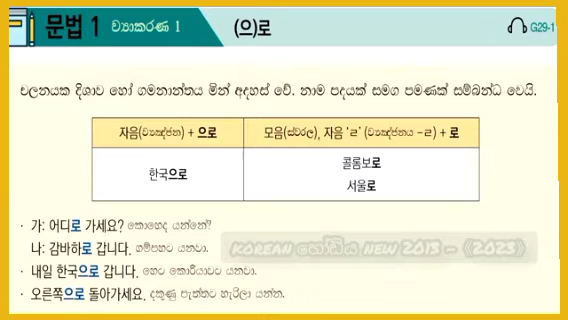 문법 1 ව්‍යාකරණ 1 (으)로 G29-1
චලනයක දිශාව හෝ ගමනාන්තය මින් අදහස් වේ. නාම පදයක් සමග පමණක් සම්බන්ධ වෙයි.
자음(ව්‍යඤ්ජන) + 으로
모음(ස්වරල), 자음 'ㄹ' (ව්‍යඤ්ජනය -ㄹ) + 로
한국으로
콜롬보로
서울로
· 가: 어디로 가세요? කොහෙද යන්නේ?
나: 감바하로 갑니다. ගම්පහට යනවා.
KOREAN හෝඩිය NEW 2013 - 《2023》
· 내일 한국으로 갑니다. හෙට කොරියාවට යනවා.
· 오른쪽으로 돌아가세요. දකුණු පැත්තට හැරිලා යන්න.